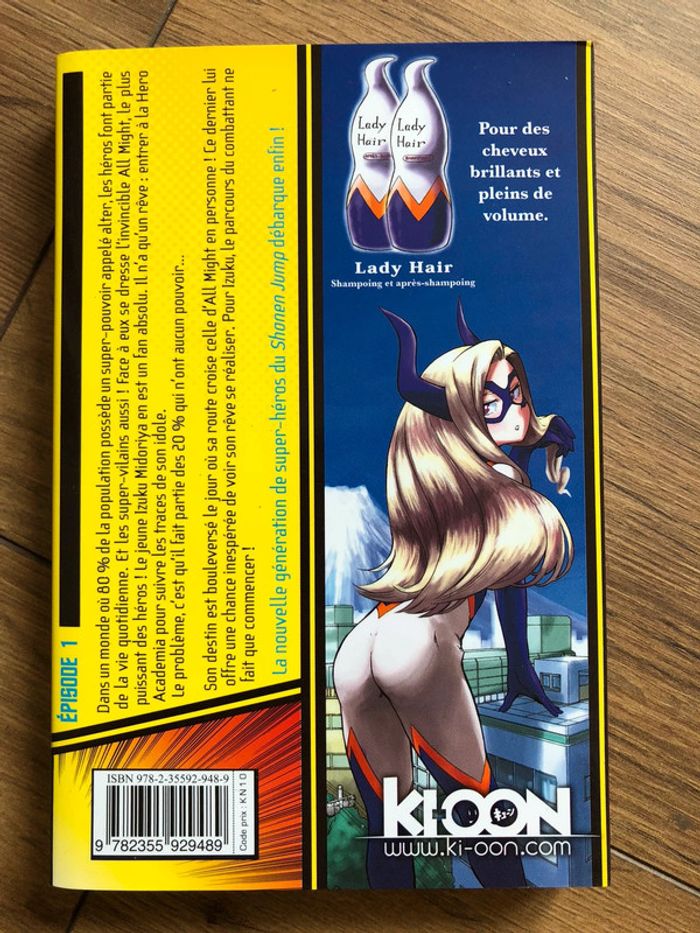 ÉPISODE 1
Dans un monde où 80 % de la population possède un super-pouvoir appelé alter, les héros font partie
de la vie quotidienne. Et les super-vilains aussi ! Face à eux se dresse l'invincible All Might, le plus
puissant des héros ! Le jeune Izuku Midoriya en est un fan absolu. Il n'a qu'un rêve : entrer à la Hero
Academia pour suivre les traces de son idole.
Le problème, c'est qu'il fait partie des 20 % qui n'ont aucun pouvoir...
Son destin est bouleversé le jour où sa route croise celle d'All Might en personne ! Ce dernier lui
offre une chance inespérée de voir son rêve se réaliser. Pour Izuku, le parcours du combattant ne
fait que commencer !
La nouvelle génération de super-héros du Shonen Jump débarque enfin !
ISBN 978-2-35592-948-9
9 782355 929489
Code prix : KN10
Lady
Hair
Lady
Hair
Pour des
cheveux
brillants et
pleins de
volume.
Lady Hair
Shampoing et après-shampoing
KI-OON
キューン
www.ki-oon.com